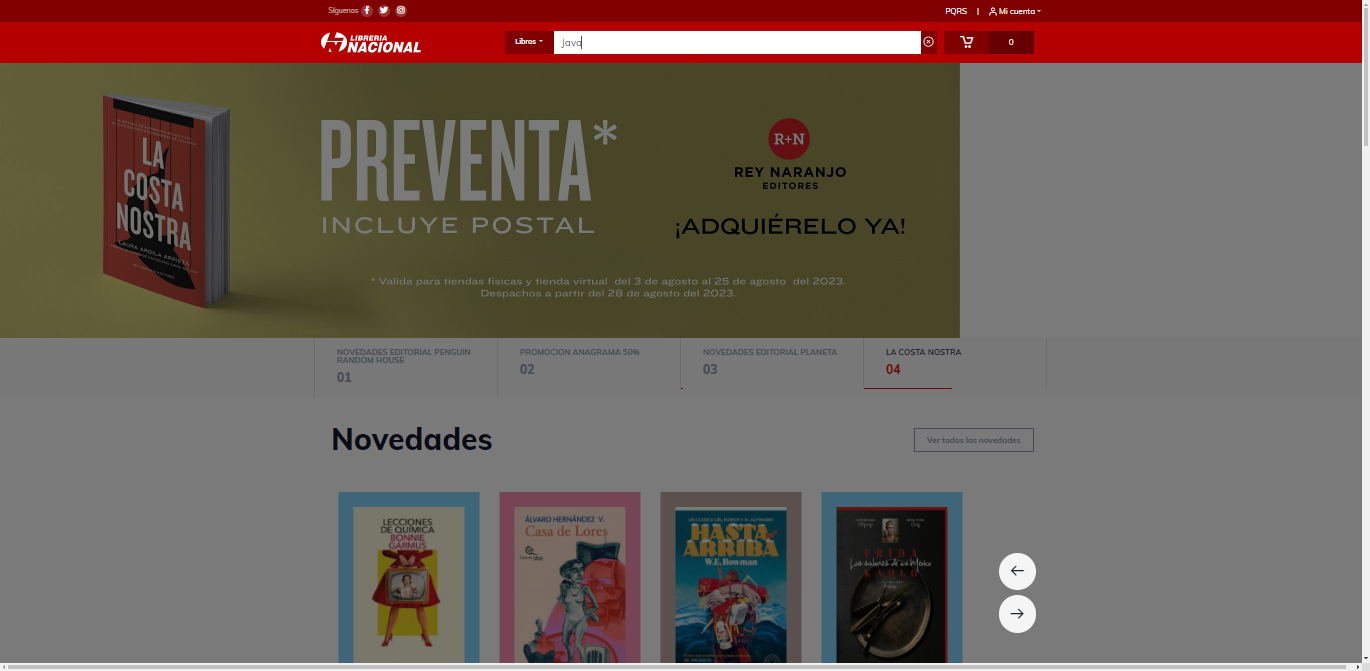 Síguenos
PQRS
Mi cuenta
LIBRERIA
NACIONAL
Libros
Java
0
LA
COSTA
NOSTRA
LAURA ARDILA ARRIETA
PREVENTA*
INCLUYE POSTAL
R+N
REY NARANJO
EDITORES
¡ADQUIÉRELO YA!
* Valida para tiendas físicas y tienda virtual del 3 de agosto al 25 de agosto del 2023.
Despachos a partir del 28 de agosto del 2023.
NOVEDADES EDITORIAL PENGUIN
RANDOM HOUSE
01
PROMOCION ANAGRAMA 50%
02
NOVEDADES EDITORIAL PLANETA
03
LA COSTA NOSTRA
04
Novedades
Ver todas las novedades
LECCIONES
DE QUÍMICA
BONNIE
GARMUS
ÁLVARO HERNÁNDEZ V.
Casa de Lores
HASTA
ARRIBA
W.E. Bowman
FRIDA
Los sabores de mi México
KAHLO